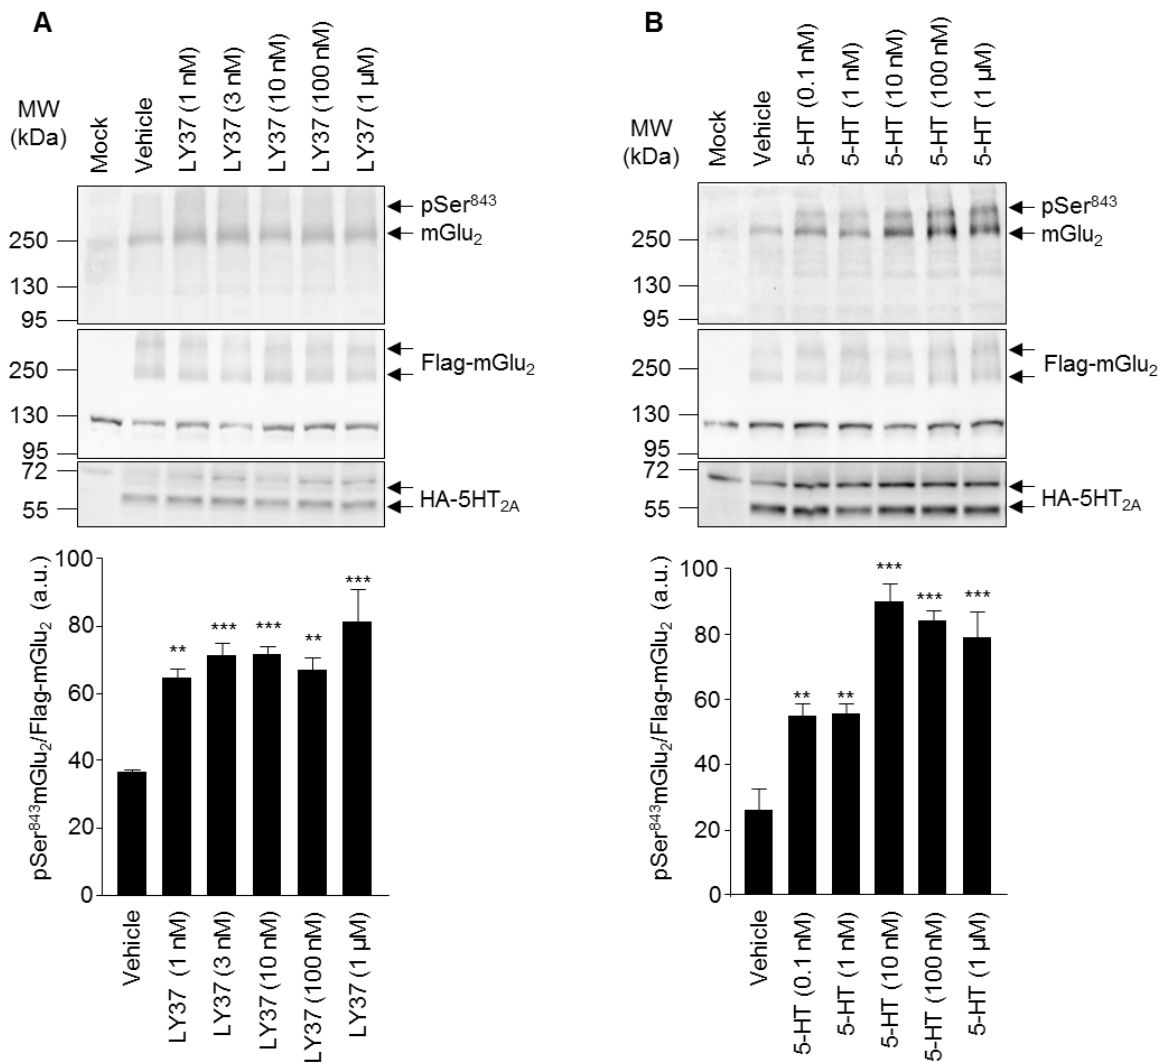 A
MW
(kDa)
Mock
Vehicle
LY37 (1 nM)
LY37 (3 nM)
LY37 (10 nM)
LY37 (100 nM)
LY37 (1 µM)
250
130
95
pSer⁸⁴³
mGlu₂
250
130
95
Flag-mGlu₂
72
55
HA-5HT₂A
pSer⁸⁴³mGlu₂/Flag-mGlu₂ (a.u.)
100
80
60
40
20
0
**
***
***
**
***
Vehicle
LY37 (1 nM)
LY37 (3 nM)
LY37 (10 nM)
LY37 (100 nM)
LY37 (1 µM)
B
MW
(kDa)
Mock
Vehicle
5-HT (0.1 nM)
5-HT (1 nM)
5-HT (10 nM)
5-HT (100 nM)
5-HT (1 µM)
250
130
95
pSer⁸⁴³
mGlu₂
250
130
95
Flag-mGlu₂
72
55
HA-5HT₂A
pSer⁸⁴³mGlu₂/Flag-mGlu₂ (a.u.)
100
80
60
40
20
0
**
**
***
***
***
Vehicle
5-HT (0.1 nM)
5-HT (1 nM)
5-HT (10 nM)
5-HT (100 nM)
5-HT (1 µM)